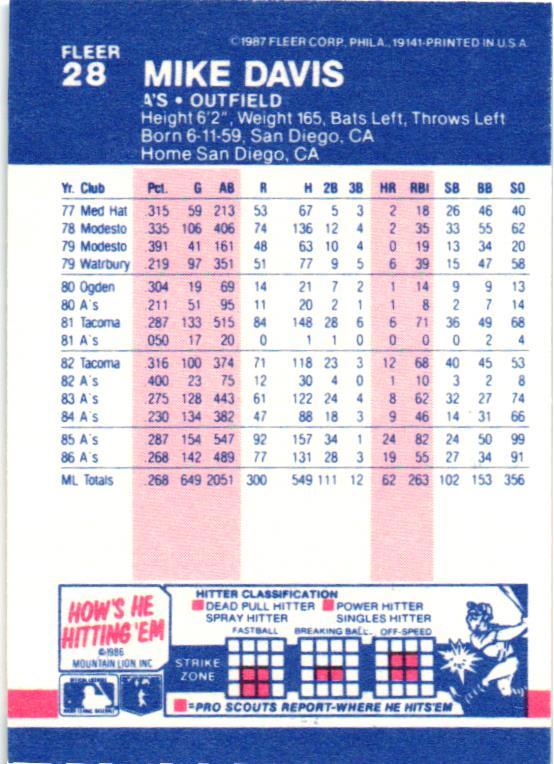 ©1987 FLEER CORP., PHILA., 19141-PRINTED IN U.S.A.
FLEER
28
MIKE DAVIS
A'S • OUTFIELD
Height 6'2", Weight 165, Bats Left, Throws Left
Born 6-11-59, San Diego, CA
Home San Diego, CA
Yr. Club Pct. G AB R H 2B 3B HR RBI SB BB SO
77 Med Hat .315 59 213 53 67 5 3 2 18 26 46 40
78 Modesto .335 106 406 74 136 12 4 2 35 33 55 62
79 Modesto .391 41 161 48 63 10 4 0 19 13 34 20
79 Watrbury .219 97 351 51 77 9 5 6 39 15 47 58
80 Ogden .304 19 69 14 21 7 2 1 14 9 9 13
80 A's .211 51 95 11 20 2 1 1 8 2 7 14
81 Tacoma .287 133 515 84 148 28 6 6 71 36 49 68
81 A's .050 17 20 0 1 1 0 0 0 0 2 4
82 Tacoma .316 100 374 71 118 23 3 12 68 40 45 53
82 A's .400 23 75 12 30 4 0 1 10 3 2 8
83 A's .275 128 443 61 122 24 4 8 62 32 27 74
84 A's .230 134 382 47 88 18 3 9 46 14 31 66
85 A's .287 154 547 92 157 34 1 24 82 24 50 99
86 A's .268 142 489 77 131 28 3 19 55 27 34 91
ML Totals .268 649 2051 300 549 111 12 62 263 102 153 356
HOW'S HE
HITTING 'EM
©1986
MOUNTAIN LION, INC
HITTER CLASSIFICATION
DEAD PULL HITTER POWER HITTER
SPRAY HITTER SINGLES HITTER
FASTBALL BREAKING BALL OFF-SPEED
STRIKE
ZONE
=PRO SCOUTS REPORT-WHERE HE HITS 'EM